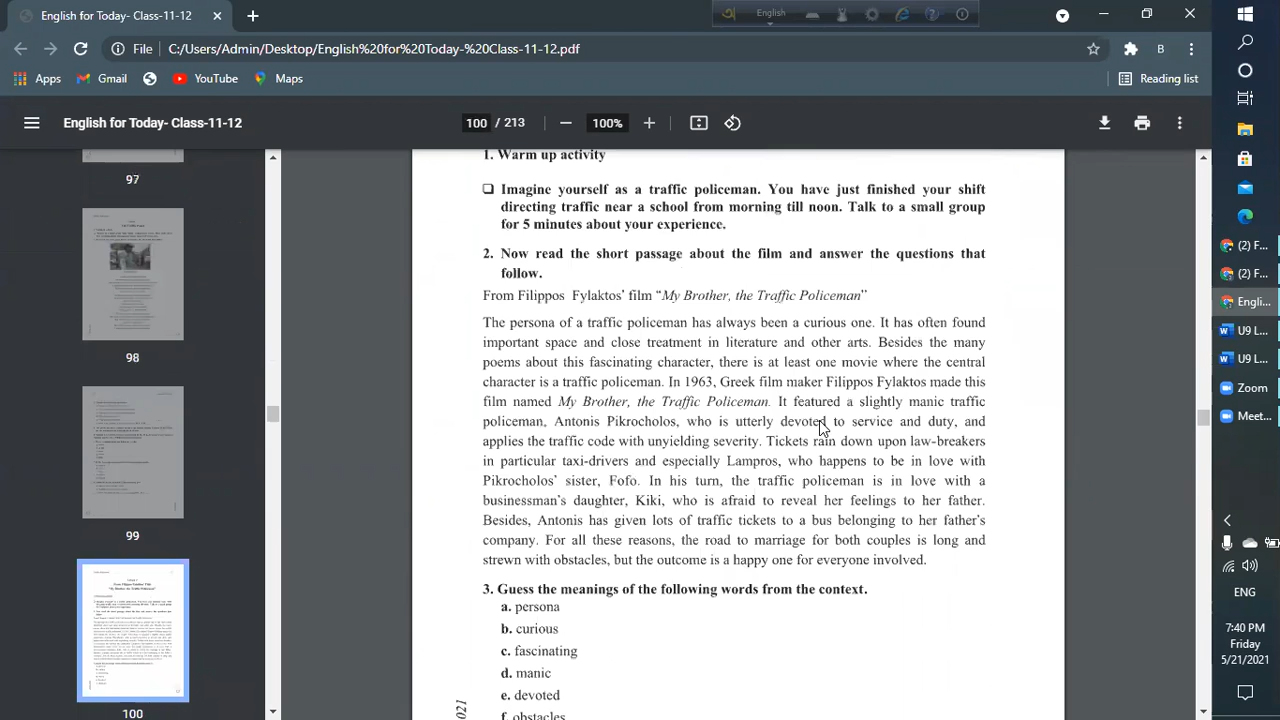 English for Today- Class-11-12
English
File
C:/Users/Admin/Desktop/English%20for%20Today-%20Class-11-12.pdf
B
Apps
Gmail
YouTube
Maps
Reading list
English for Today- Class-11-12
100 / 213
100%
97
98
99
100
1. Warm up activity
❑ Imagine yourself as a traffic policeman. You have just finished your shift
directing traffic near a school from morning till noon. Talk to a small group
for 5 minutes about your experience.
2. Now read the short passage about the film and answer the questions that
follow.
From Filippos Fylaktos' film "My Brother, the Traffic Policeman"
The persona of a traffic policeman has always been a curious one. It has often found
important space and close treatment in literature and other arts. Besides the many
poems about this fascinating character, there is at least one movie where the central
character is a traffic policeman. In 1963, Greek film maker Filippos Fylaktos made this
film named My Brother, the Traffic Policeman. It featured a slightly manic traffic
policeman, Antonis Pikrocholos, who is utterly devoted to service and duty, and
applies the traffic code with unyielding severity. Tickets rain down upon law-brokers
in particular taxi-drivers and especially Lampros, who happens to be in love with
Pikrochos' sister, Fofo. In his turn, the traffic policeman is in love with a
businessman's daughter, Kiki, who is afraid to reveal her feelings to her father.
Besides, Antonis has given lots of traffic tickets to a bus belonging to her father's
company. For all these reasons, the road to marriage for both couples is long and
strewn with obstacles, but the outcome is a happy one for everyone involved.
3. Guess the meanings of the following words from the context.
a. persona
b. curious
c. fascinating
d. manic
e. devoted
f. obstacles
(2) F...
(2) F...
Engli...
U9 L...
U9 L...
Zoom
Meet...
ENG
7:40 PM
Friday
5/21/2021